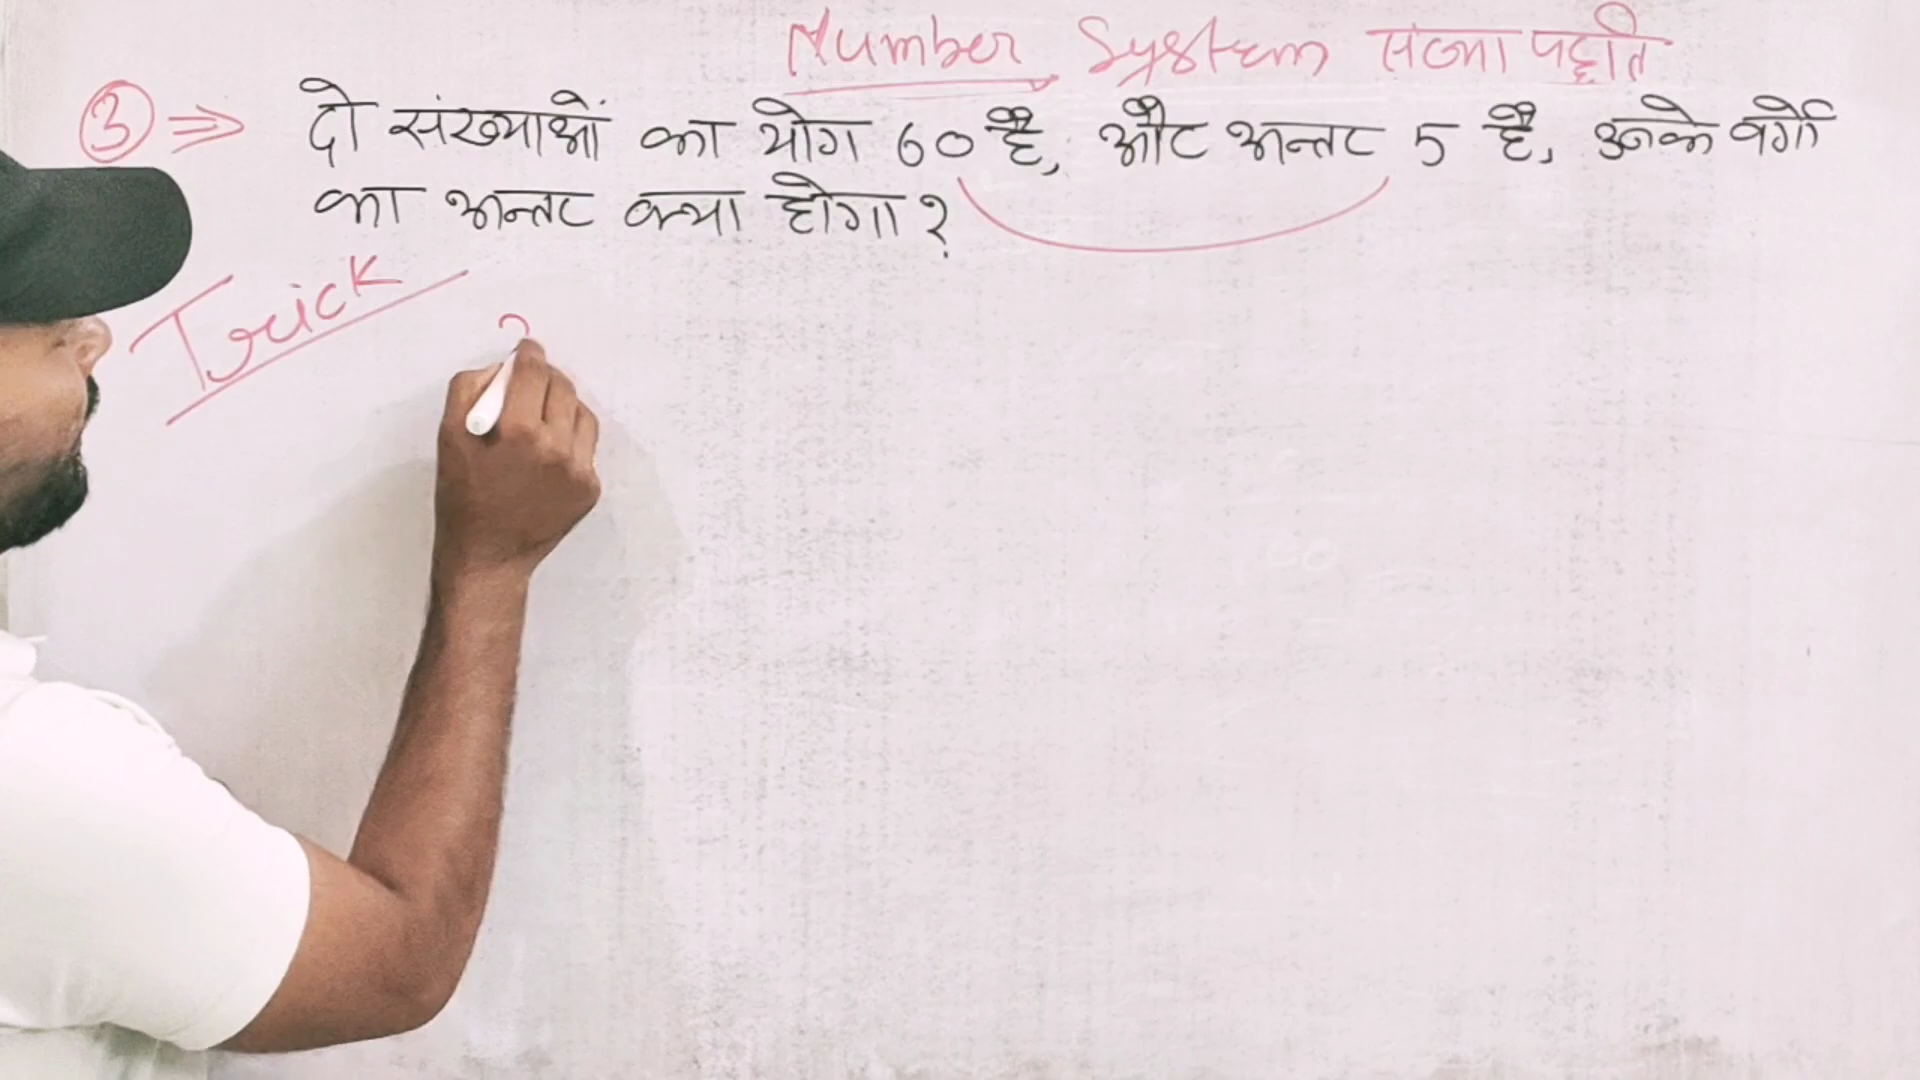 Number System संख्या पद्धति
③ ⇒ दो संख्याओं का योग 60 है, और अन्तर 5 है, उनके वर्गों
का अन्तर क्या होगा?
Trick